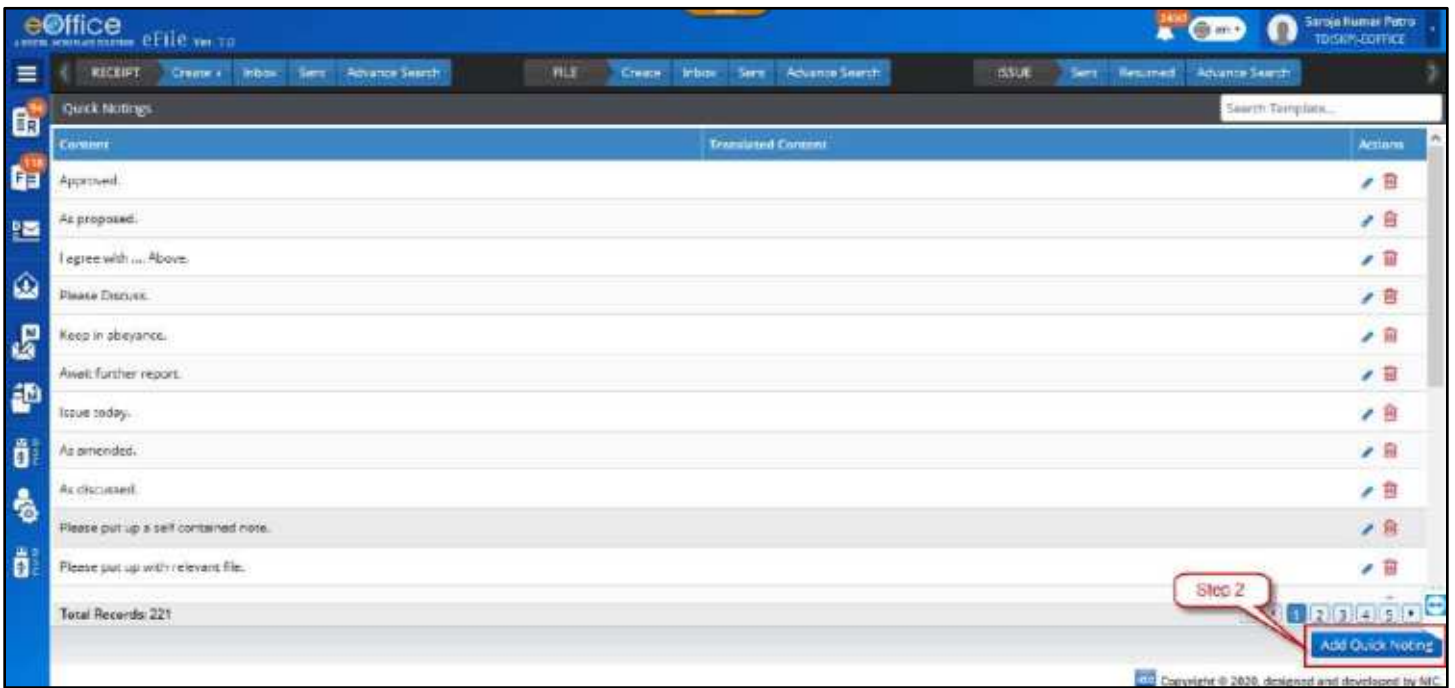 eOffice
eFile Ver 7.0
en
Saroja Kumar Patro
RECEIPT Create Inbox Sent Advance Search FILE Create Inbox Sent Advance Search ISSUE Sent Returned Advance Search
Quick Notings Search Template...
Content Translated Content Actions
Approved.
As proposed.
I agree with .... Above.
Please Discuss.
Keep in abeyance.
Await further report.
Issue today.
As amended.
As discussed.
Please put up a self contained note.
Please put up with relevant file.
Step 2
Total Records: 221 1 2 3 4 5
Add Quick Noting
Copyright © 2020, designed and developed by NIC